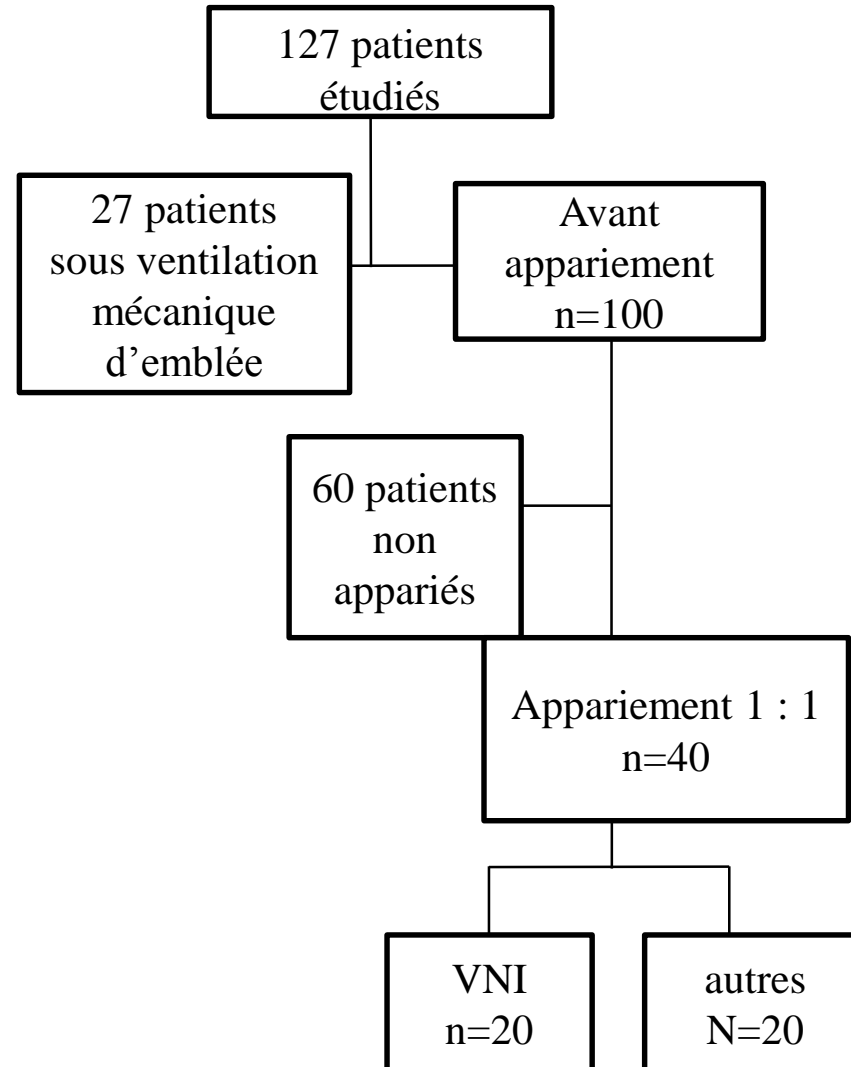 127 patients
étudiés
27 patients
sous ventilation
mécanique
d’emblée
Avant
appariement
n=100
60 patients
non
appariés
Appariement 1 : 1
n=40
VNI
n=20
autres
N=20